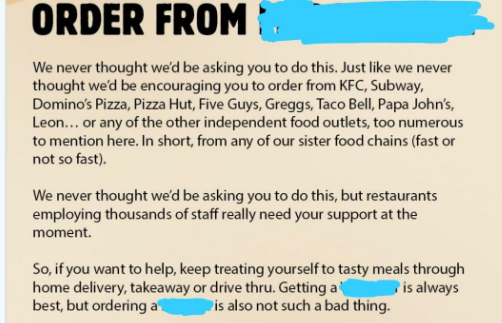 ORDER FROM
We never thought we'd be asking you to do this. Just like we never
thought we'd be encouraging you to order from KFC, Subway,
Domino's Pizza, Pizza Hut, Five Guys, Greggs, Taco Bell, Papa John's,
Leon... or any of the other independent food outlets, too numerous
to mention here. In short, from any of our sister food chains (fast or
not so fast).
We never thought we'd be asking you to do this, but restaurants
employing thousands of staff really need your support at the
moment.
So, if you want to help, keep treating yourself to tasty meals through
home delivery, takeaway or drive thru. Getting a is always
best, but ordering a is also not such a bad thing.